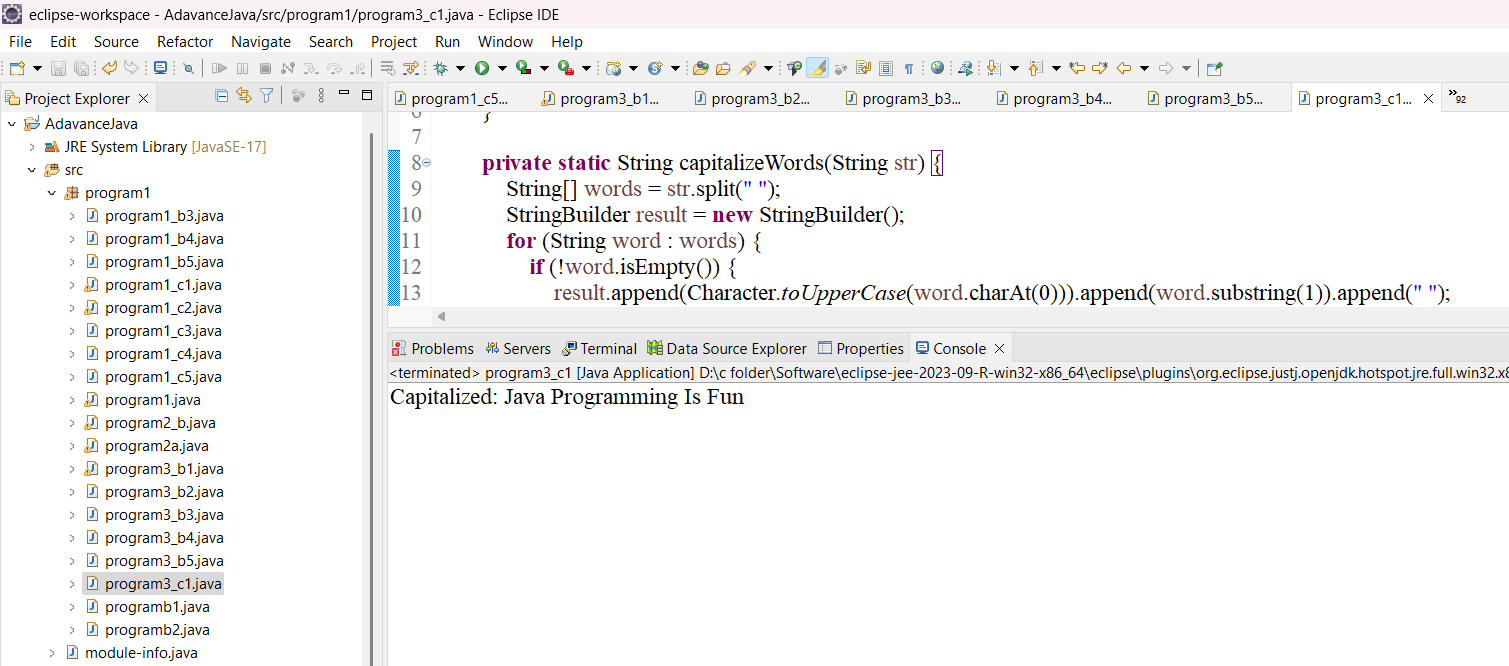 eclipse-workspace - AdavanceJava/src/program1/program3_c1.java - Eclipse IDE
File Edit Source Refactor Navigate Search Project Run Window Help
Project Explorer
AdavanceJava
JRE System Library [JavaSE-17]
src
program1
program1_b3.java
program1_b4.java
program1_b5.java
program1_c1.java
program1_c2.java
program1_c3.java
program1_c4.java
program1_c5.java
program1.java
program2_b.java
program2a.java
program3_b1.java
program3_b2.java
program3_b3.java
program3_b4.java
program3_b5.java
program3_c1.java
programb1.java
programb2.java
module-info.java
program1_c5... program3_b1... program3_b2... program3_b3... program3_b4... program3_b5... program3_c1... »92
6 }
7
8 private static String capitalizeWords(String str) {
9 String[] words = str.split(" ");
10 StringBuilder result = new StringBuilder();
11 for (String word : words) {
12 if (!word.isEmpty()) {
13 result.append(Character.toUpperCase(word.charAt(0))).append(word.substring(1)).append(" ");
Problems Servers Terminal Data Source Explorer Properties Console
<terminated> program3_c1 [Java Application] D:\c folder\Software\eclipse-jee-2023-09-R-win32-x86_64\eclipse\plugins\org.eclipse.justj.openjdk.hotspot.jre.full.win32.x8
Capitalized: Java Programming Is Fun